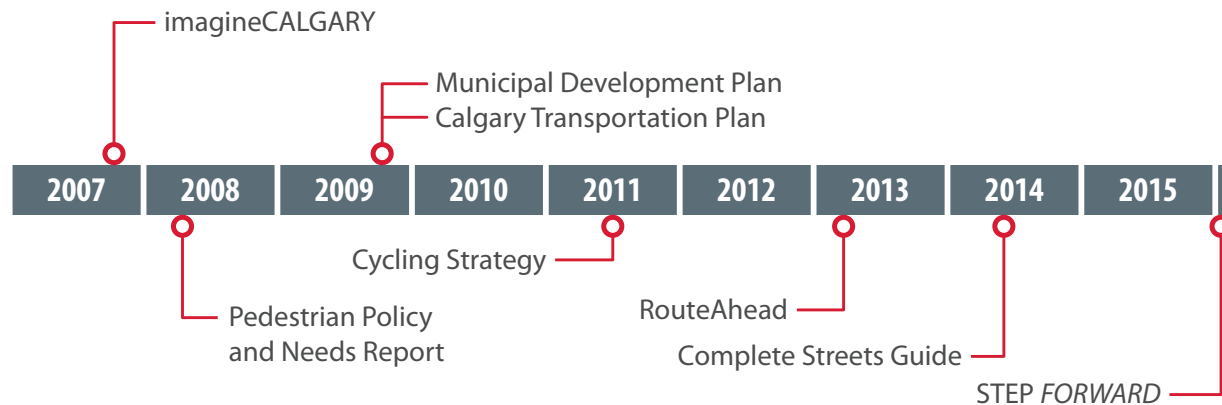 imagineCALGARY
Municipal Development Plan
Calgary Transportation Plan
2007 2008 2009 2010 2011 2012 2013 2014 2015
Cycling Strategy
Pedestrian Policy
and Needs Report
RouteAhead
Complete Streets Guide
STEP FORWARD